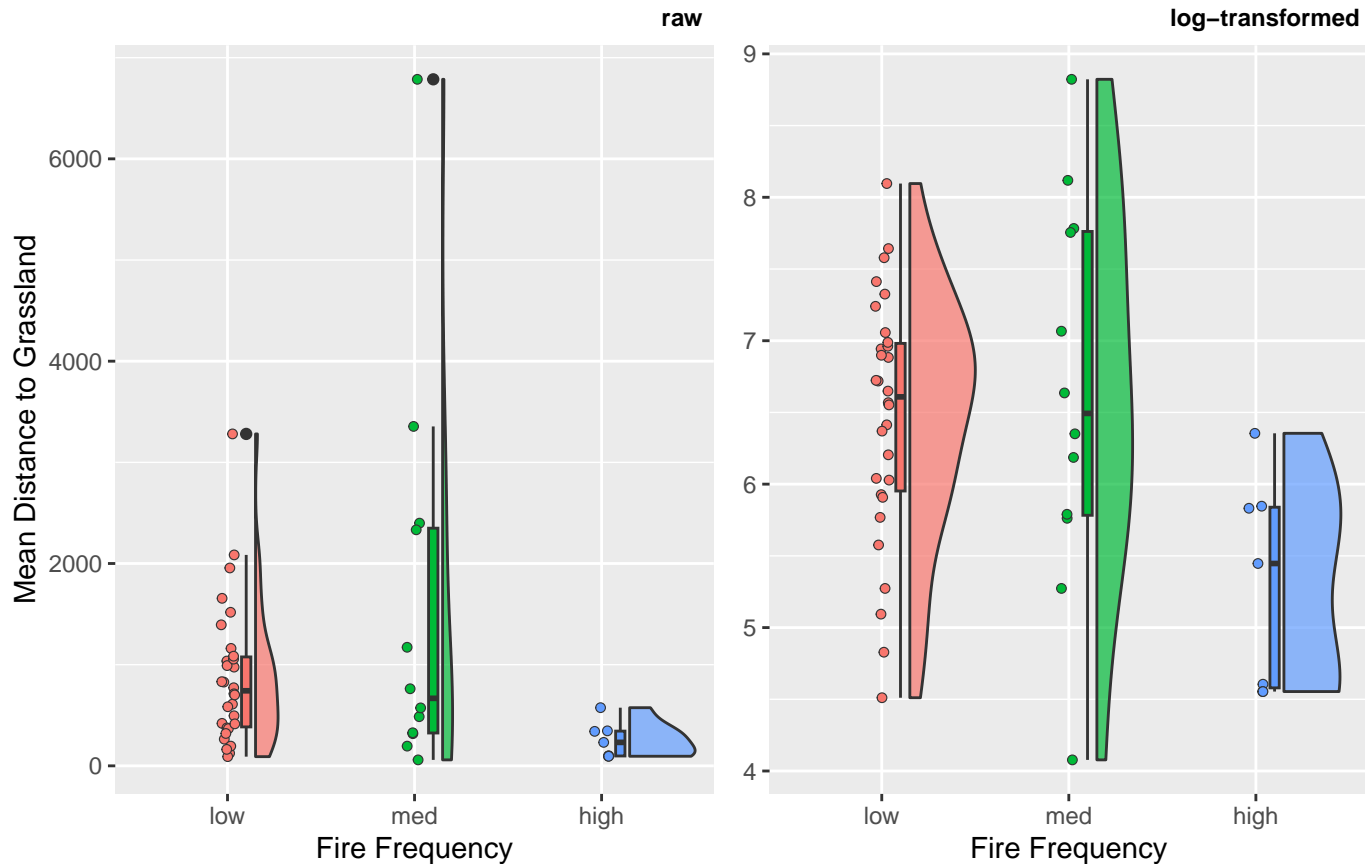 raw
log−transformed
Mean Distance to Grassland
6000
4000
2000
0
low
med
high
Fire Frequency
9
8
7
6
5
4
low
med
high
Fire Frequency